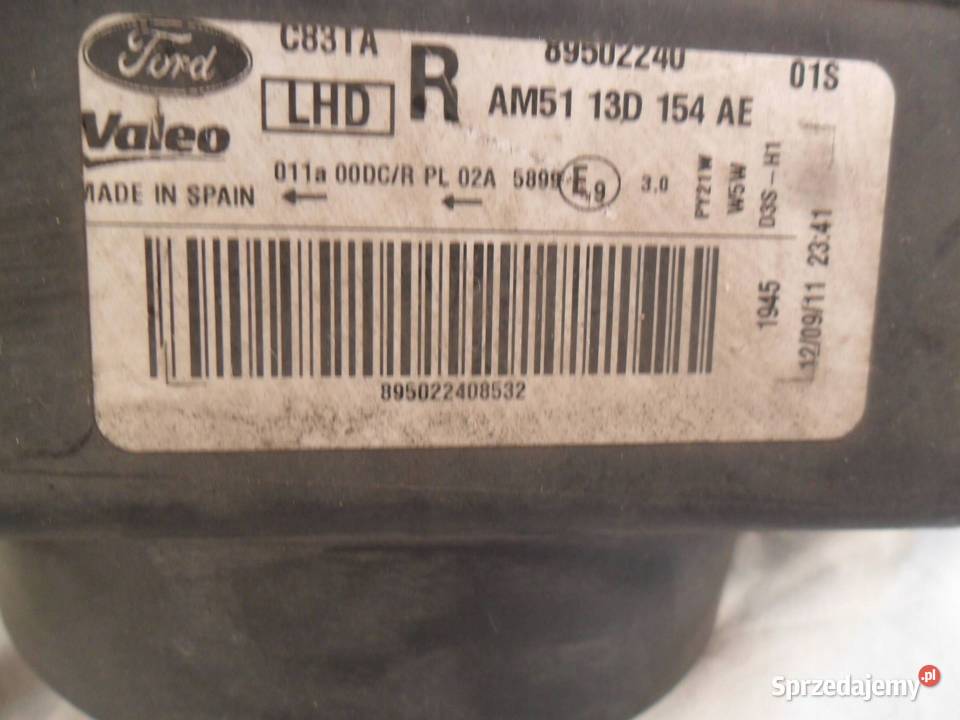 Ford
C83TA
R
89502240
01S
LHD
AM51 13D 154 AE
Valeo
MADE IN SPAIN
011a 00DC/R PL 02A 5899
E9
3.0
PY21W
W5W
D3S-H1
1945
12/09/11 23:41
895022408532
Sprzedajemy.pl